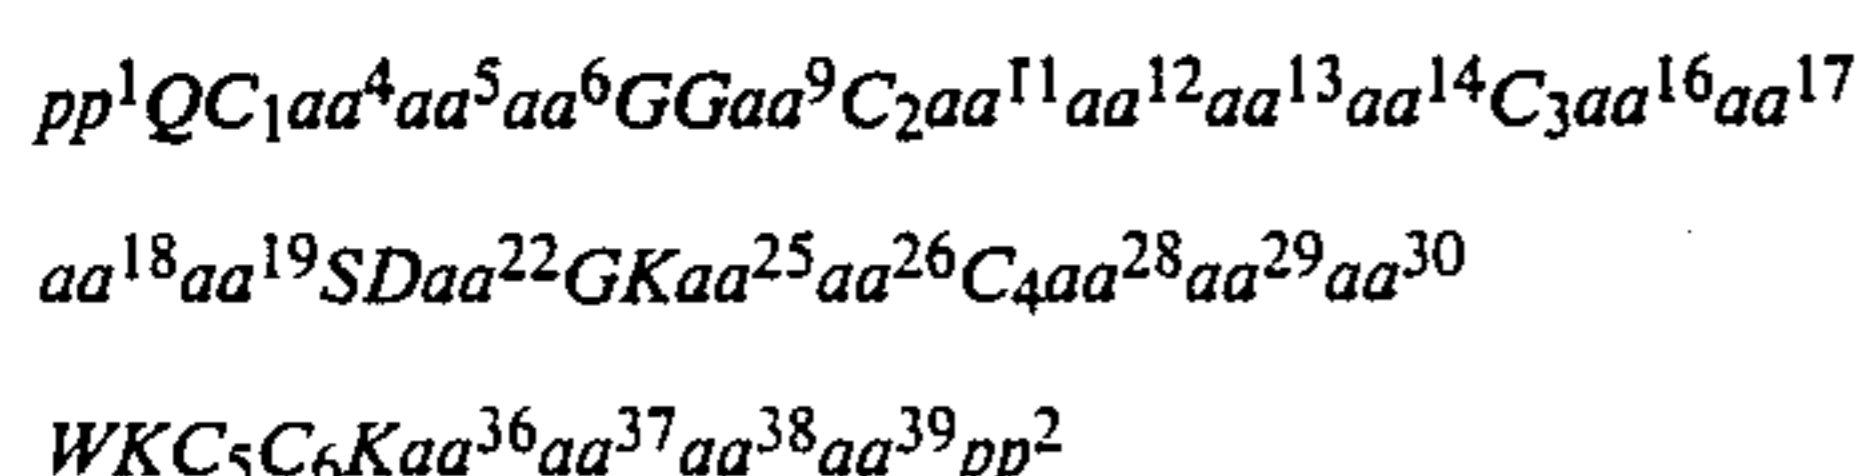 pp¹QC₁aa⁴aa⁵aa⁶GGaa⁹C₂aa¹¹aa¹²aa¹³aa¹⁴C₃aa¹⁶aa¹⁷
aa¹⁸aa¹⁹SDaa²²GKaa²⁵aa²⁶C₄aa²⁸aa²⁹aa³⁰
WKC₅C₆Kaa³⁶aa³⁷aa³⁸aa³⁹pp²